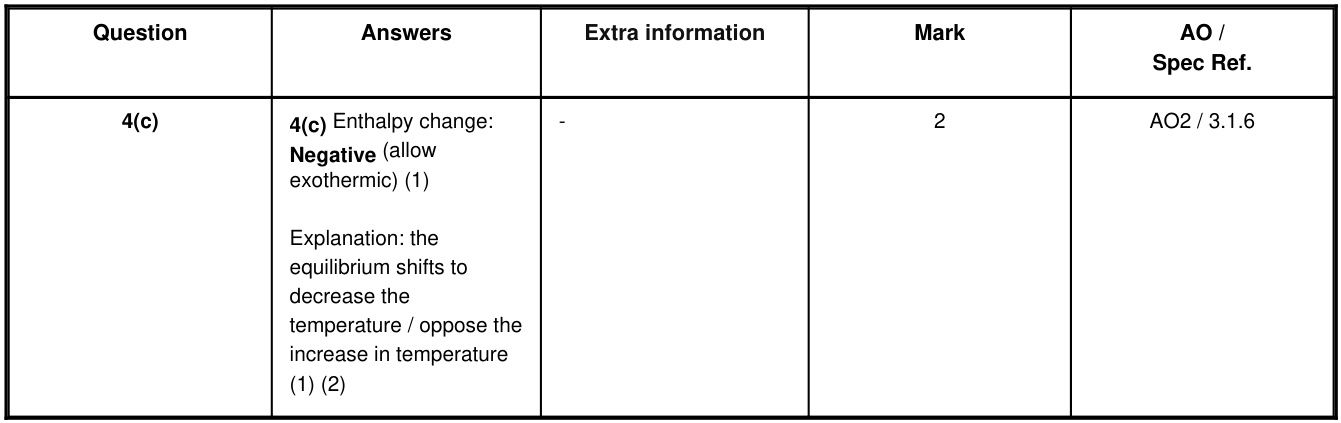 Question Answers Extra information Mark AO /
Spec Ref.
4(c) 4(c) Enthalpy change: - 2 AO2 / 3.1.6
Negative (allow
exothermic) (1)
Explanation: the
equilibrium shifts to
decrease the
temperature / oppose the
increase in temperature
(1) (2)